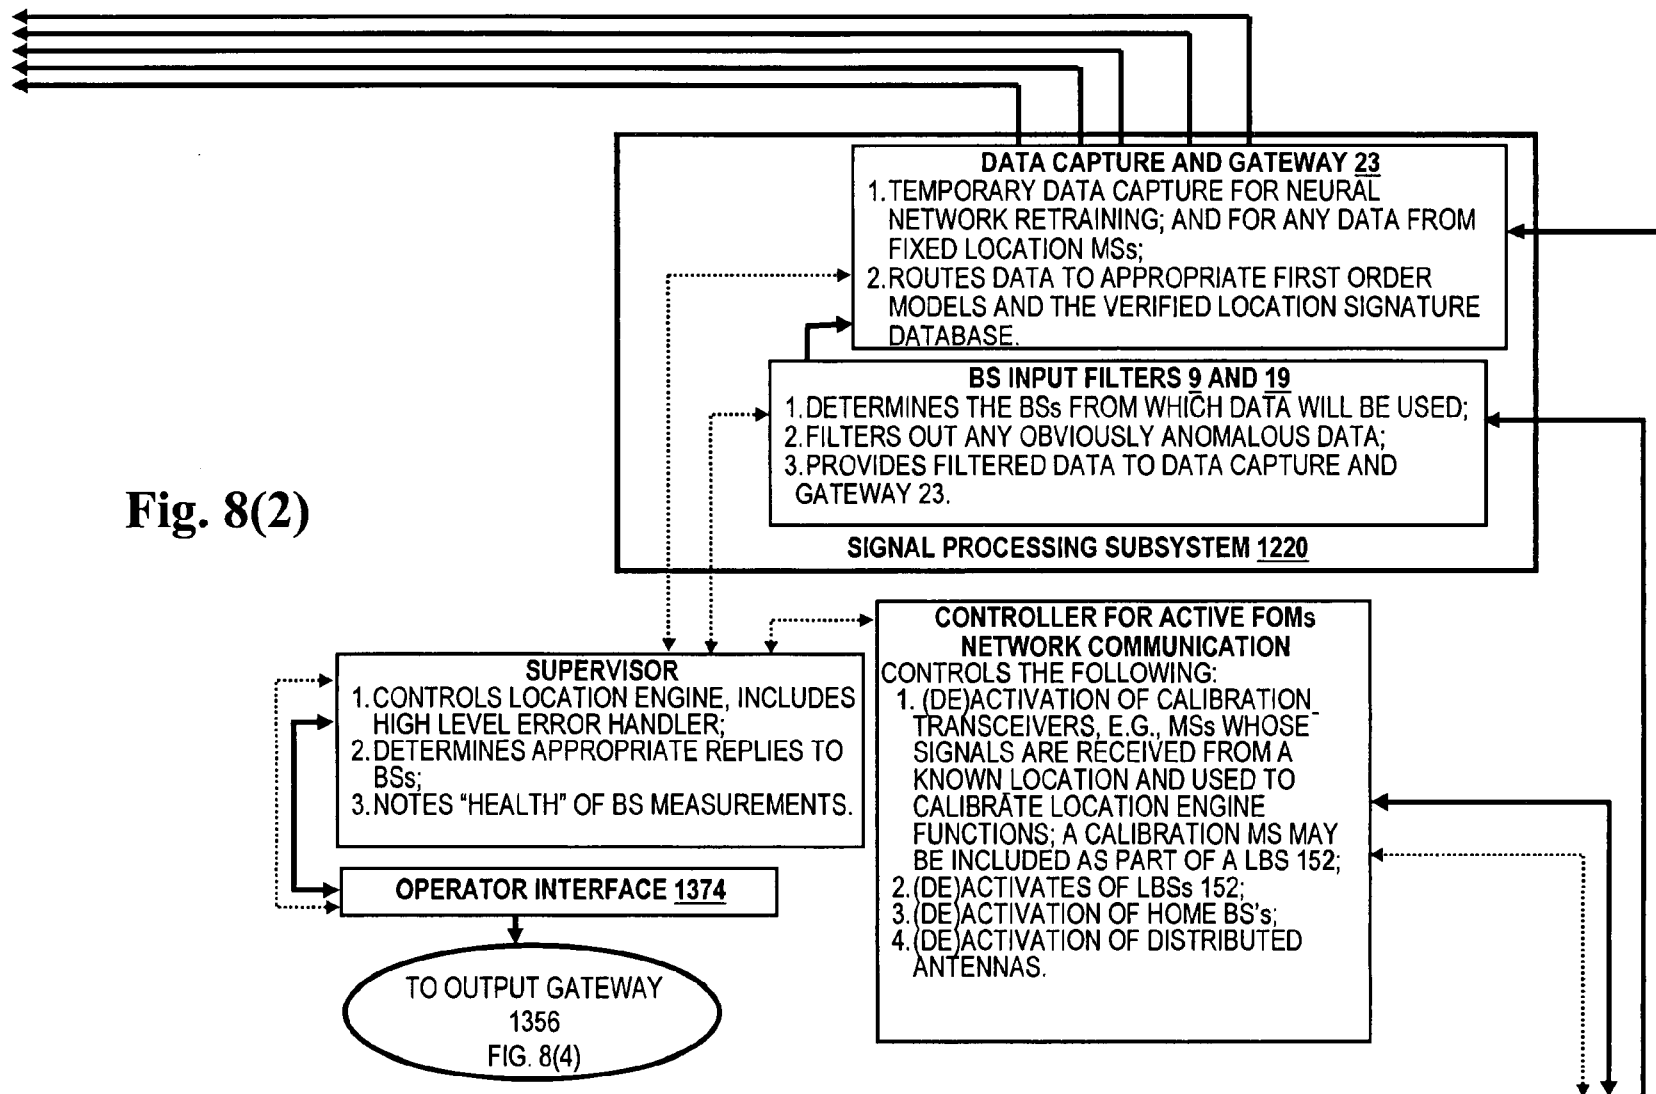 DATA CAPTURE AND GATEWAY 23
1. TEMPORARY DATA CAPTURE FOR NEURAL
NETWORK RETRAINING; AND FOR ANY DATA FROM
FIXED LOCATION MSs;
2. ROUTES DATA TO APPROPRIATE FIRST ORDER
MODELS AND THE VERIFIED LOCATION SIGNATURE
DATABASE.
BS INPUT FILTERS 9 AND 19
1. DETERMINES THE BSs FROM WHICH DATA WILL BE USED;
2. FILTERS OUT ANY OBVIOUSLY ANOMALOUS DATA;
3. PROVIDES FILTERED DATA TO DATA CAPTURE AND
GATEWAY 23.
SIGNAL PROCESSING SUBSYSTEM 1220
Fig. 8(2)
SUPERVISOR
1. CONTROLS LOCATION ENGINE, INCLUDES
HIGH LEVEL ERROR HANDLER;
2. DETERMINES APPROPRIATE REPLIES TO
BSs;
3. NOTES "HEALTH" OF BS MEASUREMENTS.
CONTROLLER FOR ACTIVE FOMs
NETWORK COMMUNICATION
CONTROLS THE FOLLOWING:
1. (DE)ACTIVATION OF CALIBRATION
TRANSCEIVERS, E.G., MSs WHOSE
SIGNALS ARE RECEIVED FROM A
KNOWN LOCATION AND USED TO
CALIBRATE LOCATION ENGINE
FUNCTIONS; A CALIBRATION MS MAY
BE INCLUDED AS PART OF A LBS 152;
2. (DE)ACTIVATES OF LBSs 152;
3. (DE)ACTIVATION OF HOME BS's;
4. (DE)ACTIVATION OF DISTRIBUTED
ANTENNAS.
OPERATOR INTERFACE 1374
TO OUTPUT GATEWAY
1356
FIG. 8(4)